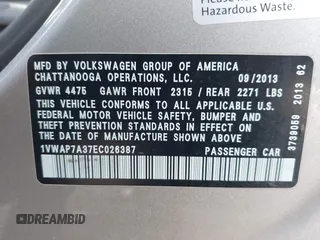 Hazardous Waste.
MFD BY VOLKSWAGEN GROUP OF AMERICA
CHATTANOOGA OPERATIONS, LLC. 09/2013
GVWR 4475 GAWR FRONT 2315 / REAR 2271 LBS
THIS VEHICLE CONFORMS TO ALL APPLICABLE U.S.
FEDERAL MOTOR VEHICLE SAFETY, BUMPER, AND
THEFT PREVENTION STANDARDS IN EFFECT ON THE
DATE OF MANUFACTURE SHOWN ABOVE.
1VWAP7A37EC026387 PASSENGER CAR
3739059 2013 62
DREAMBID